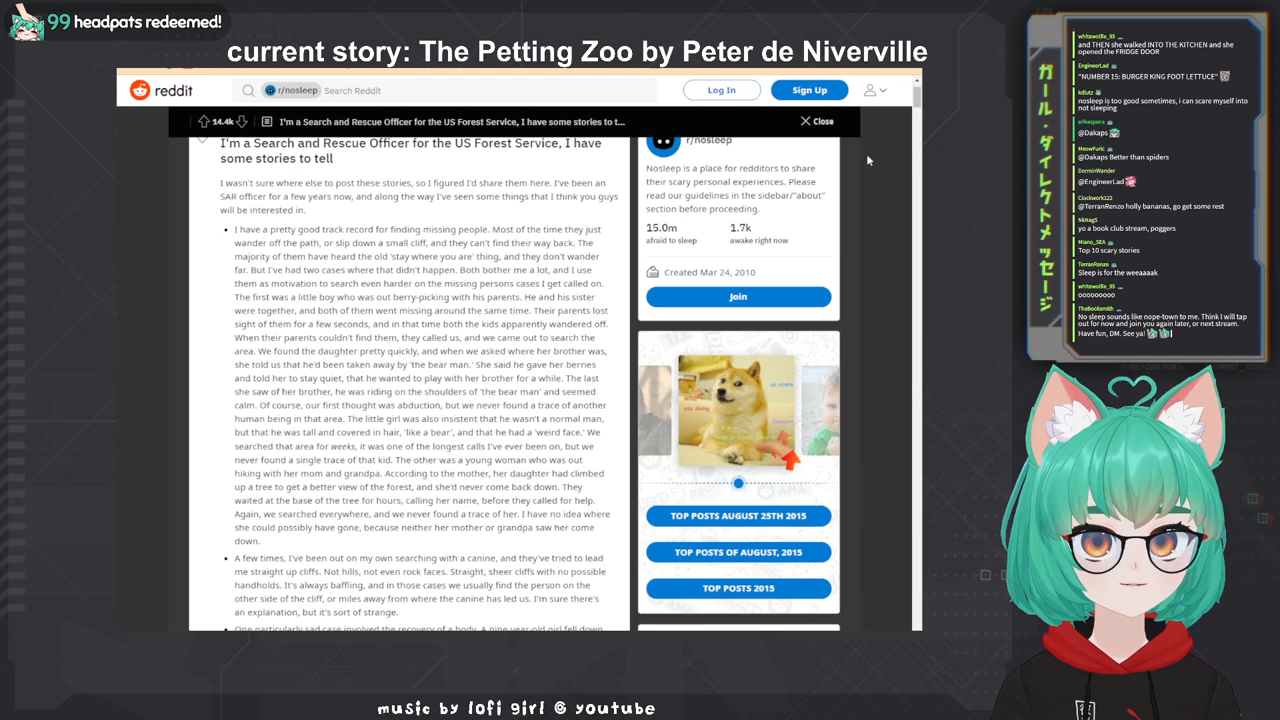 99 headpats redeemed!
current story: The Petting Zoo by Peter de Niverville
reddit
r/nosleep
Search Reddit
Log In
Sign Up
14.4k
I'm a Search and Rescue Officer for the US Forest Service, I have some stories to t...
Close
I'm a Search and Rescue Officer for the US Forest Service, I have
some stories to tell
I wasn't sure where else to post these stories, so I figured I'd share them here. I've been an
SAR officer for a few years now, and along the way I've seen some things that I think you guys
will be interested in.
• I have a pretty good track record for finding missing people. Most of the time they just
wander off the path, or slip down a small cliff, and they can't find their way back. The
majority of them have heard the old 'stay where you are' thing, and they don't wander
far. But I've had two cases where that didn't happen. Both bother me a lot, and I use
them as motivation to search even harder on the missing persons cases I get called on.
The first was a little boy who was out berry-picking with his parents. He and his sister
were together, and both of them went missing around the same time. Their parents lost
sight of them for a few seconds, and in that time both the kids apparently wandered off.
When their parents couldn't find them, they called us, and we came out to search the
area. We found the daughter pretty quickly, and when we asked where her brother was,
she told us that he'd been taken away by 'the bear man.' She said he gave her berries
and told her to stay quiet, that he wanted to play with her brother for a while. The last
she saw of her brother, he was riding on the shoulders of 'the bear man' and seemed
calm. Of course, our first thought was abduction, but we never found a trace of another
human being in that area. The little girl was also insistent that he wasn't a normal man,
but that he was tall and covered in hair, 'like a bear', and that he had a 'weird face.' We
searched that area for weeks, it was one of the longest calls I've ever been on, but we
never found a single trace of that kid. The other was a young woman who was out
hiking with her mom and grandpa. According to the mother, her daughter had climbed
up a tree to get a better view of the forest, and she'd never come back down. They
waited at the base of the tree for hours, calling her name, before they called for help.
Again, we searched everywhere, and we never found a trace of her. I have no idea where
she could possibly have gone, because neither her mother or grandpa saw her come
down.
• A few times, I've been out on my own searching with a canine, and they've tried to lead
me straight up cliffs. Not hills, not even rock faces. Straight, sheer cliffs with no possible
handholds. It's always baffling, and in those cases we usually find the person on the
other side of the cliff, or miles away from where the canine has led us. I'm sure there's
an explanation, but it's sort of strange.
• One particularly sad case involved the recovery of a body. A nine-year-old girl fell down
r/nosleep
Nosleep is a place for redditors to share
their scary personal experiences. Please
read our guidelines in the sidebar/"about"
section before proceeding.
15.0m
1.7k
afraid to sleep
awake right now
Created Mar 24, 2010
Join
TOP POSTS AUGUST 25TH 2015
TOP POSTS OF AUGUST, 2015
TOP POSTS 2015
ガール・ダイレクトメッセージ
whitewolfie_95
and THEN she walked INTO THE KITCHEN and she
opened the FRIDGE DOOR
EngineerLad
"NUMBER 15: BURGER KING FOOT LETTUCE"
kdlutz
nosleep is too good sometimes, i can scare myself into
not sleeping
erikespana
@Dakaps
MeowFuric
@Dakaps Better than spiders
DorminWander
@EngineerLad
Clockwork122
@TerranRenzo holly bananas, go get some rest
NkNagS
yo a book club stream, poggers
Miano_SEA
Top 10 scary stories
TerranRenzo
Sleep is for the weeaaaak
whitewolfie_95
ooooooooo
TheBooksmith
No sleep sounds like nope-town to me. Think I will tap
out for now and join you again later, or next stream.
Have fun, DM. See ya!
music by lofi girl @ youtube